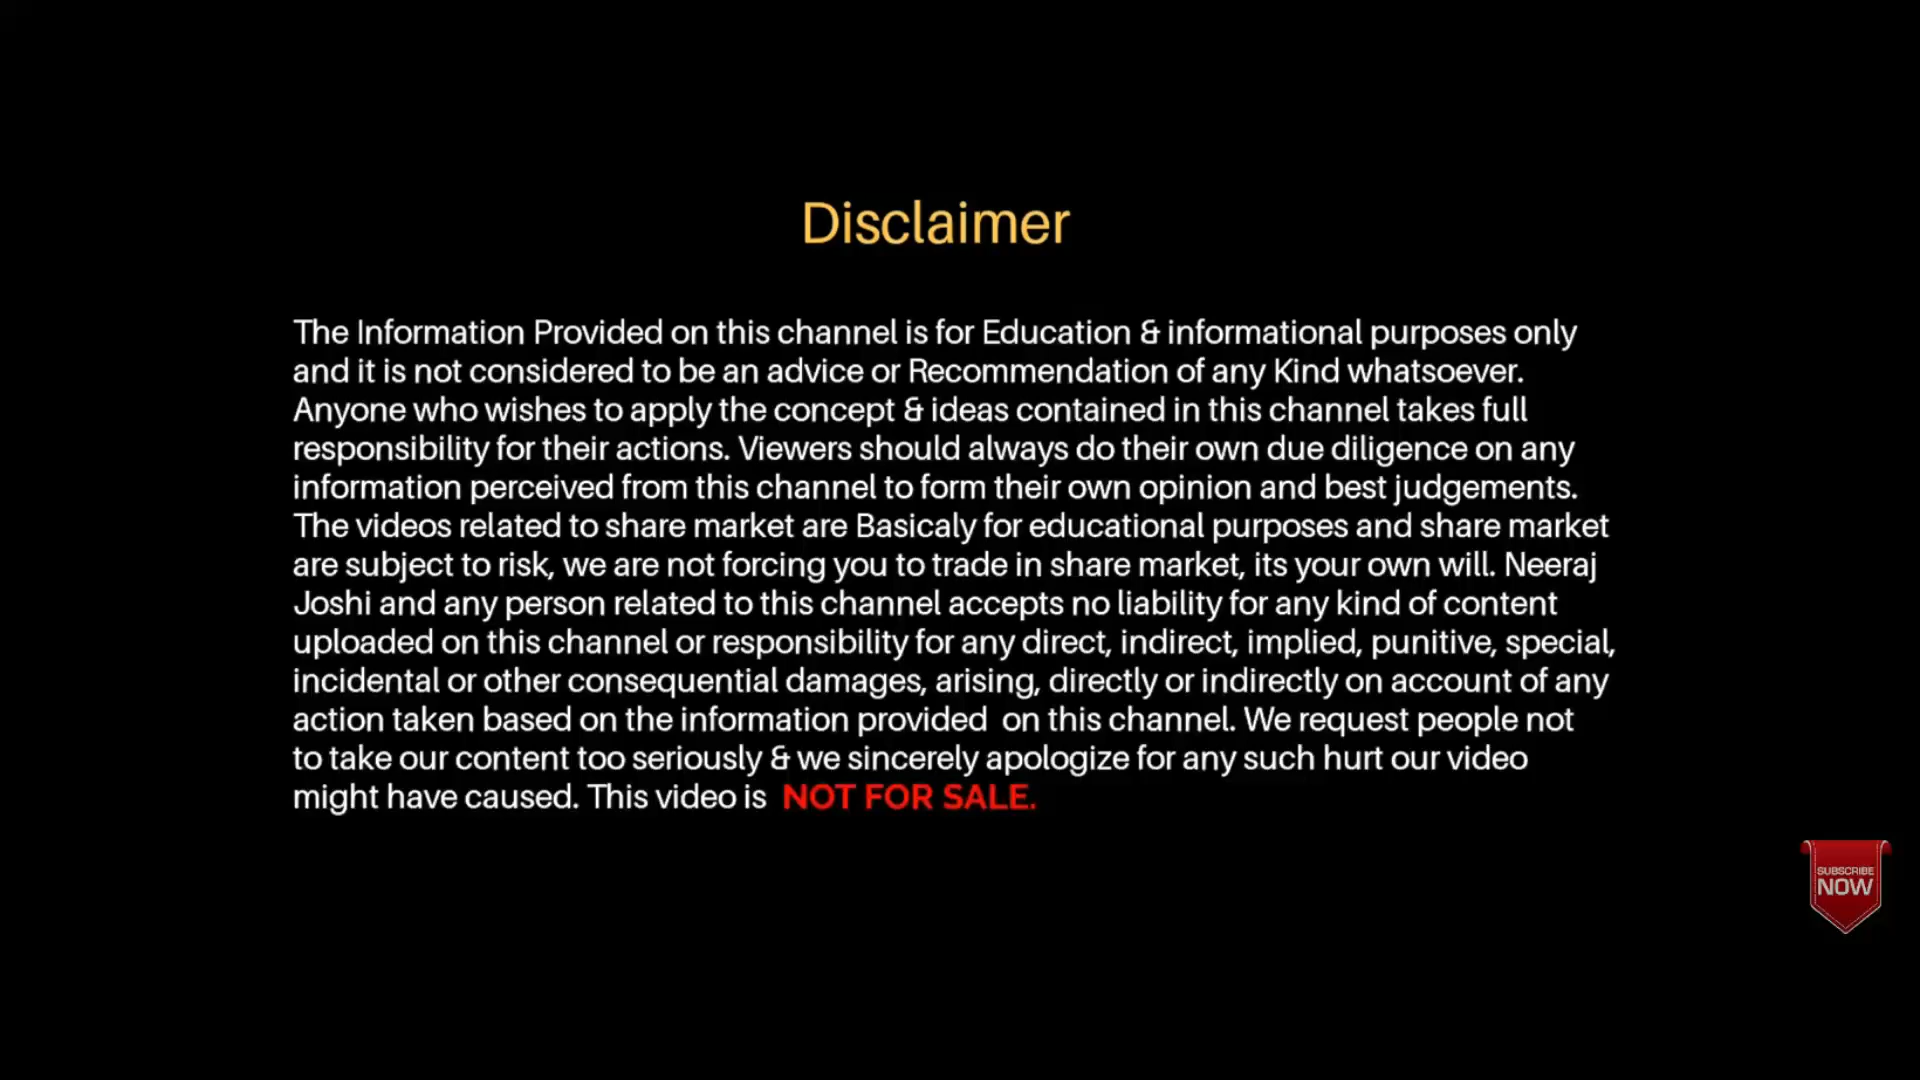 Disclaimer
The Information Provided on this channel is for Education & informational purposes only
and it is not considered to be an advice or Recommendation of any Kind whatsoever.
Anyone who wishes to apply the concept & ideas contained in this channel takes full
responsibility for their actions. Viewers should always do their own due diligence on any
information perceived from this channel to form their own opinion and best judgements.
The videos related to share market are Basicaly for educational purposes and share market
are subject to risk, we are not forcing you to trade in share market, its your own will. Neeraj
Joshi and any person related to this channel accepts no liability for any kind of content
uploaded on this channel or responsibility for any direct, indirect, implied, punitive, special,
incidental or other consequential damages, arising, directly or indirectly on account of any
action taken based on the information provided  on this channel. We request people not
to take our content too seriously & we sincerely apologize for any such hurt our video
might have caused. This video is  NOT FOR SALE.
SUBSCRIBE
NOW